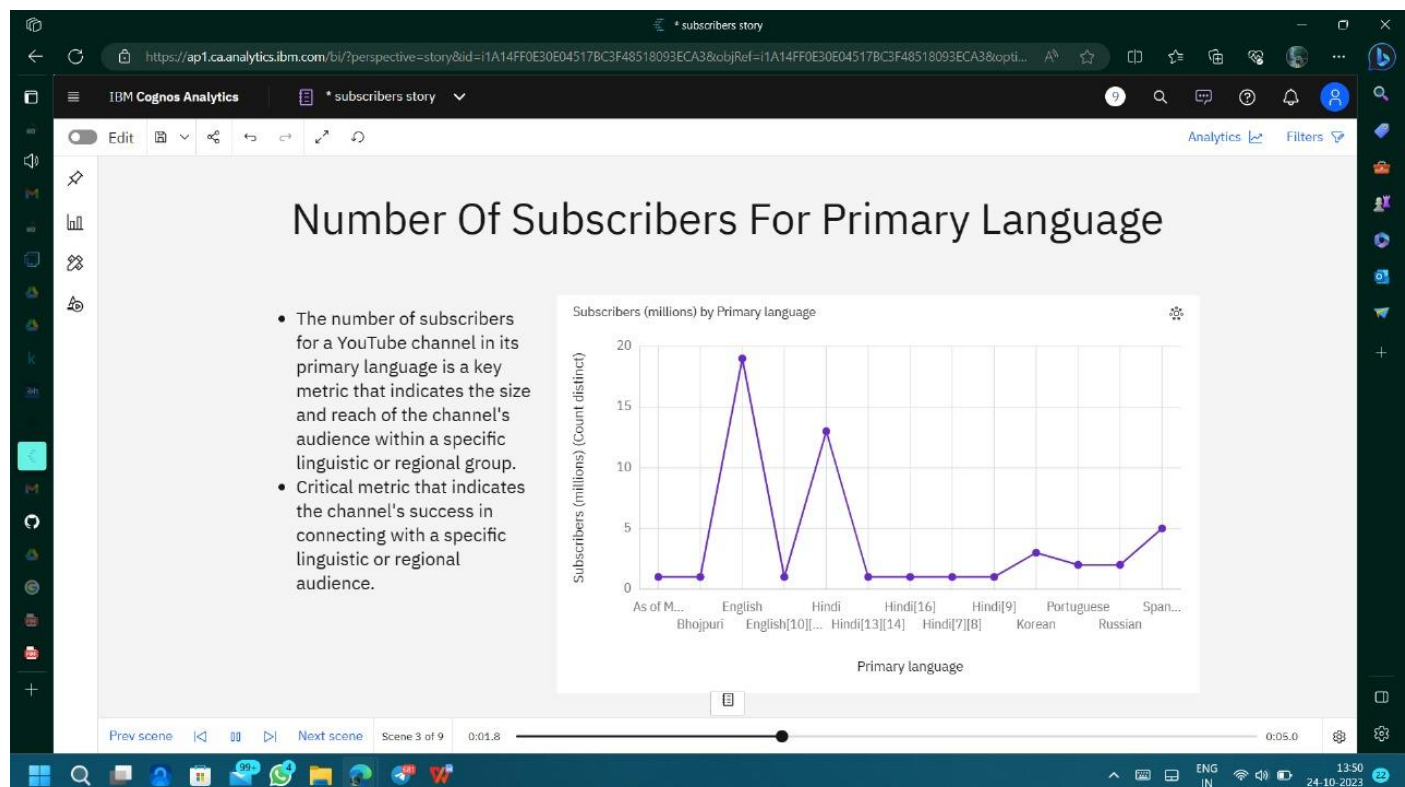 * subscribers story
https://ap1.ca.analytics.ibm.com/bi/?perspective=story&id=i1A14FF0E30E04517BC3F48518093ECA3&objRef=i1A14FF0E30E04517BC3F48518093ECA3&opti...
IBM Cognos Analytics
* subscribers story
9
Edit
Analytics
Filters
Number Of Subscribers For Primary Language
• The number of subscribers
for a YouTube channel in its
primary language is a key
metric that indicates the size
and reach of the channel's
audience within a specific
linguistic or regional group.
• Critical metric that indicates
the channel's success in
connecting with a specific
linguistic or regional
audience.
Subscribers (millions) by Primary language
Subscribers (millions) (Count distinct)
20
15
10
5
0
As of M... English Hindi Hindi[16] Hindi[9] Portuguese Span...
Bhojpuri English[10][... Hindi[13][14] Hindi[7][8] Korean Russian
Primary language
Prev scene Next scene Scene 3 of 9 0:01.8 0:05.0
99+
4
ENG
IN
13:50
24-10-2023
22